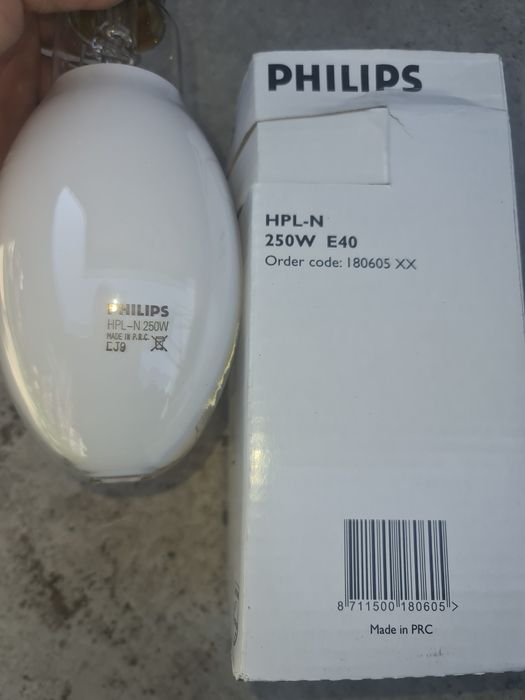 PHILIPS
HPL-N 250W
MADE IN P.R.C.
EJ9
PHILIPS
HPL-N
250W E40
Order code: 180605 XX
8 711500 180605 >
Made in PRC